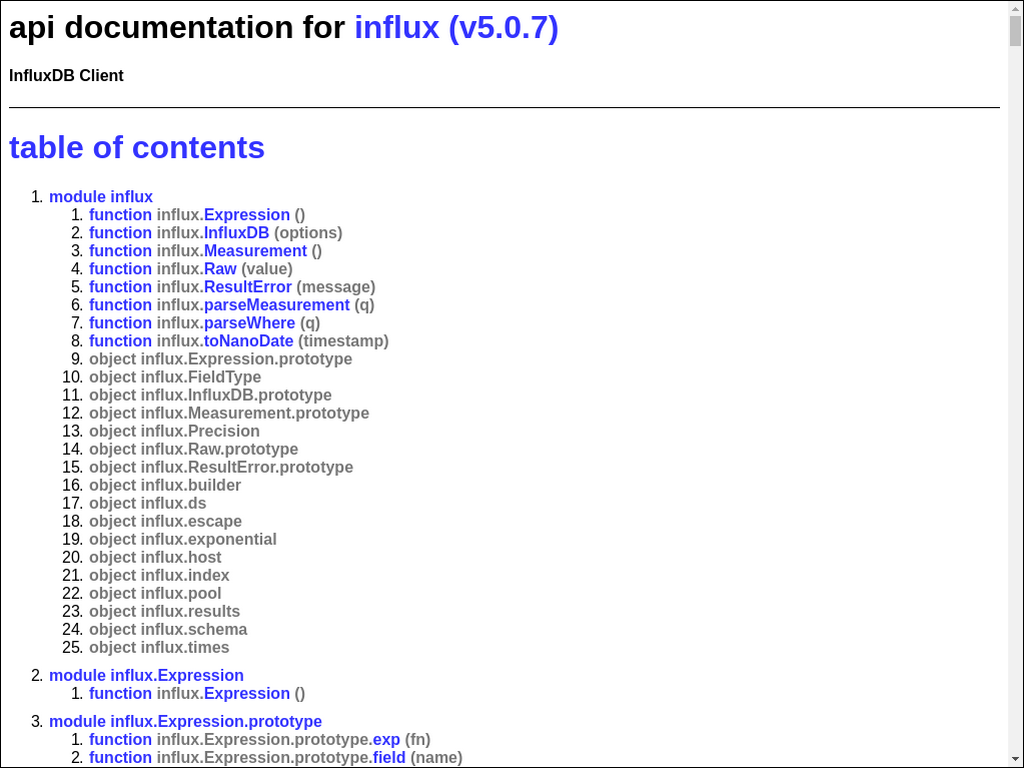 api documentation for influx (v5.0.7)
InfluxDB Client
table of contents
1. module influx
1. function influx.Expression ()
2. function influx.InfluxDB (options)
3. function influx.Measurement ()
4. function influx.Raw (value)
5. function influx.ResultError (message)
6. function influx.parseMeasurement (q)
7. function influx.parseWhere (q)
8. function influx.toNanoDate (timestamp)
9. object influx.Expression.prototype
10. object influx.FieldType
11. object influx.InfluxDB.prototype
12. object influx.Measurement.prototype
13. object influx.Precision
14. object influx.Raw.prototype
15. object influx.ResultError.prototype
16. object influx.builder
17. object influx.ds
18. object influx.escape
19. object influx.exponential
20. object influx.host
21. object influx.index
22. object influx.pool
23. object influx.results
24. object influx.schema
25. object influx.times
2. module influx.Expression
1. function influx.Expression ()
3. module influx.Expression.prototype
1. function influx.Expression.prototype.exp (fn)
2. function influx.Expression.prototype.field (name)